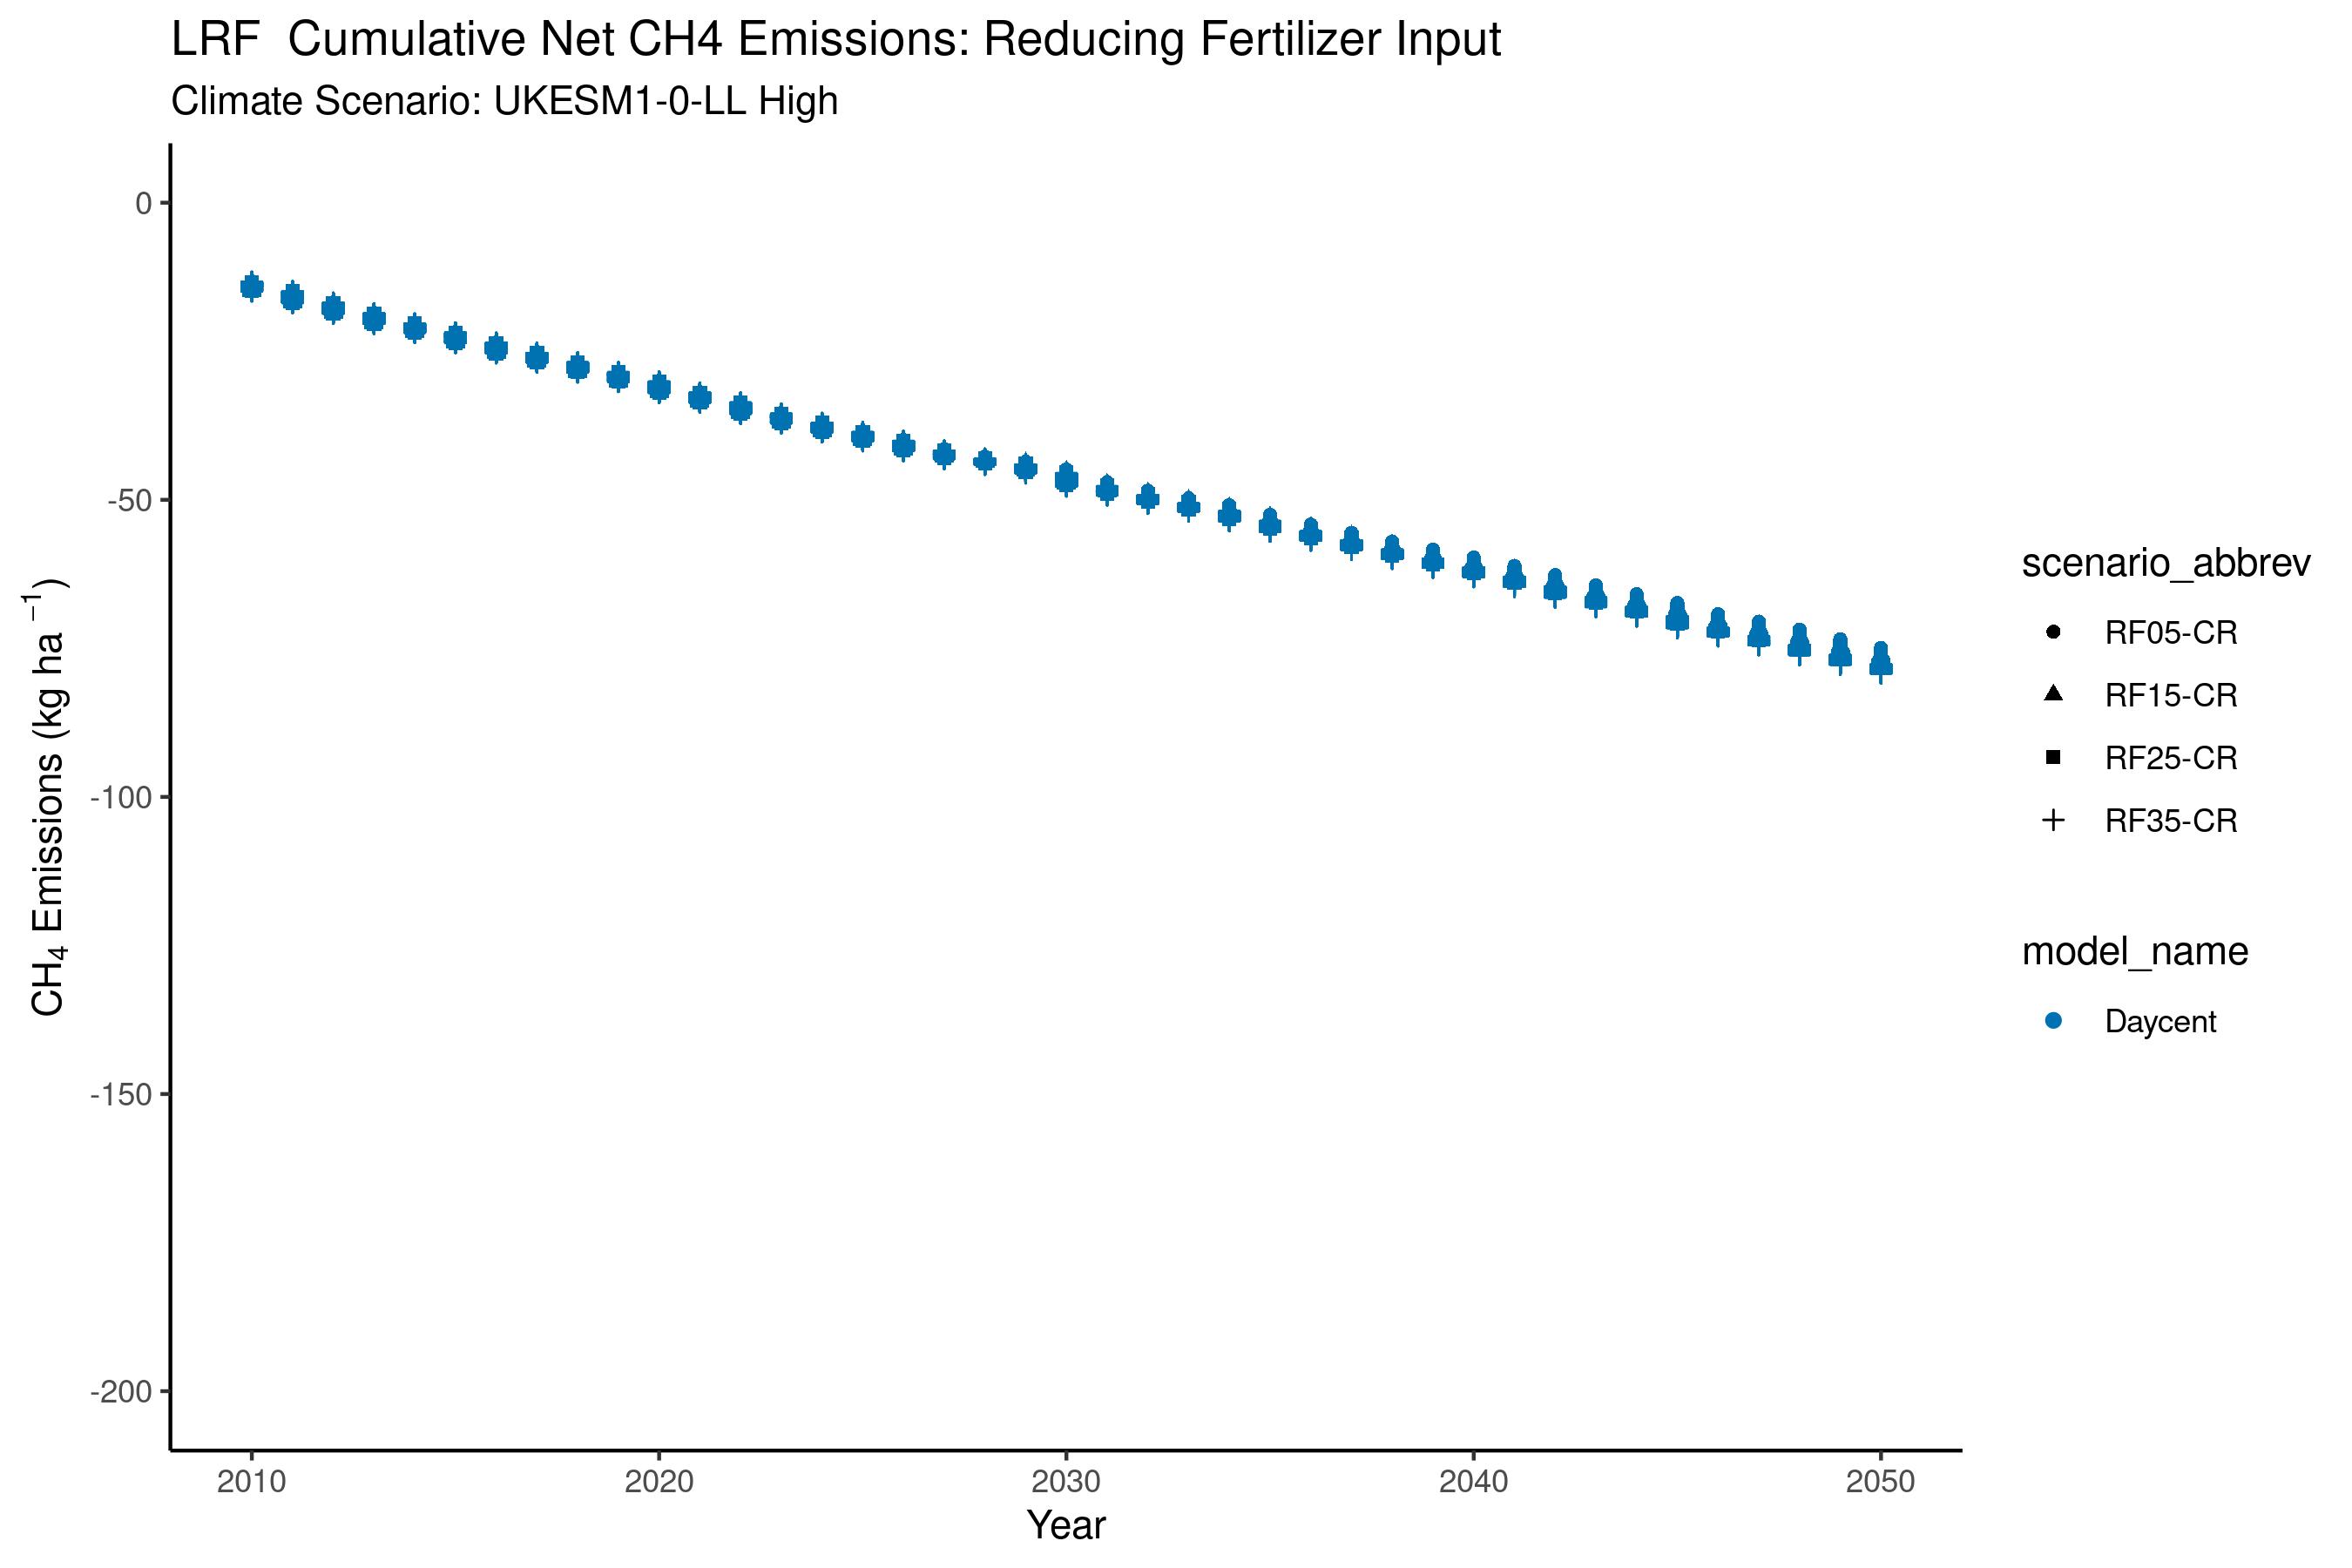 LRF  Cumulative Net CH4 Emissions: Reducing Fertilizer Input
Climate Scenario: UKESM1-0-LL High
CH₄ Emissions (kg ha ⁻¹)
0
-50
-100
-150
-200
2010 2020 2030 2040 2050
Year
scenario_abbrev
RF05-CR
RF15-CR
RF25-CR
RF35-CR
model_name
Daycent